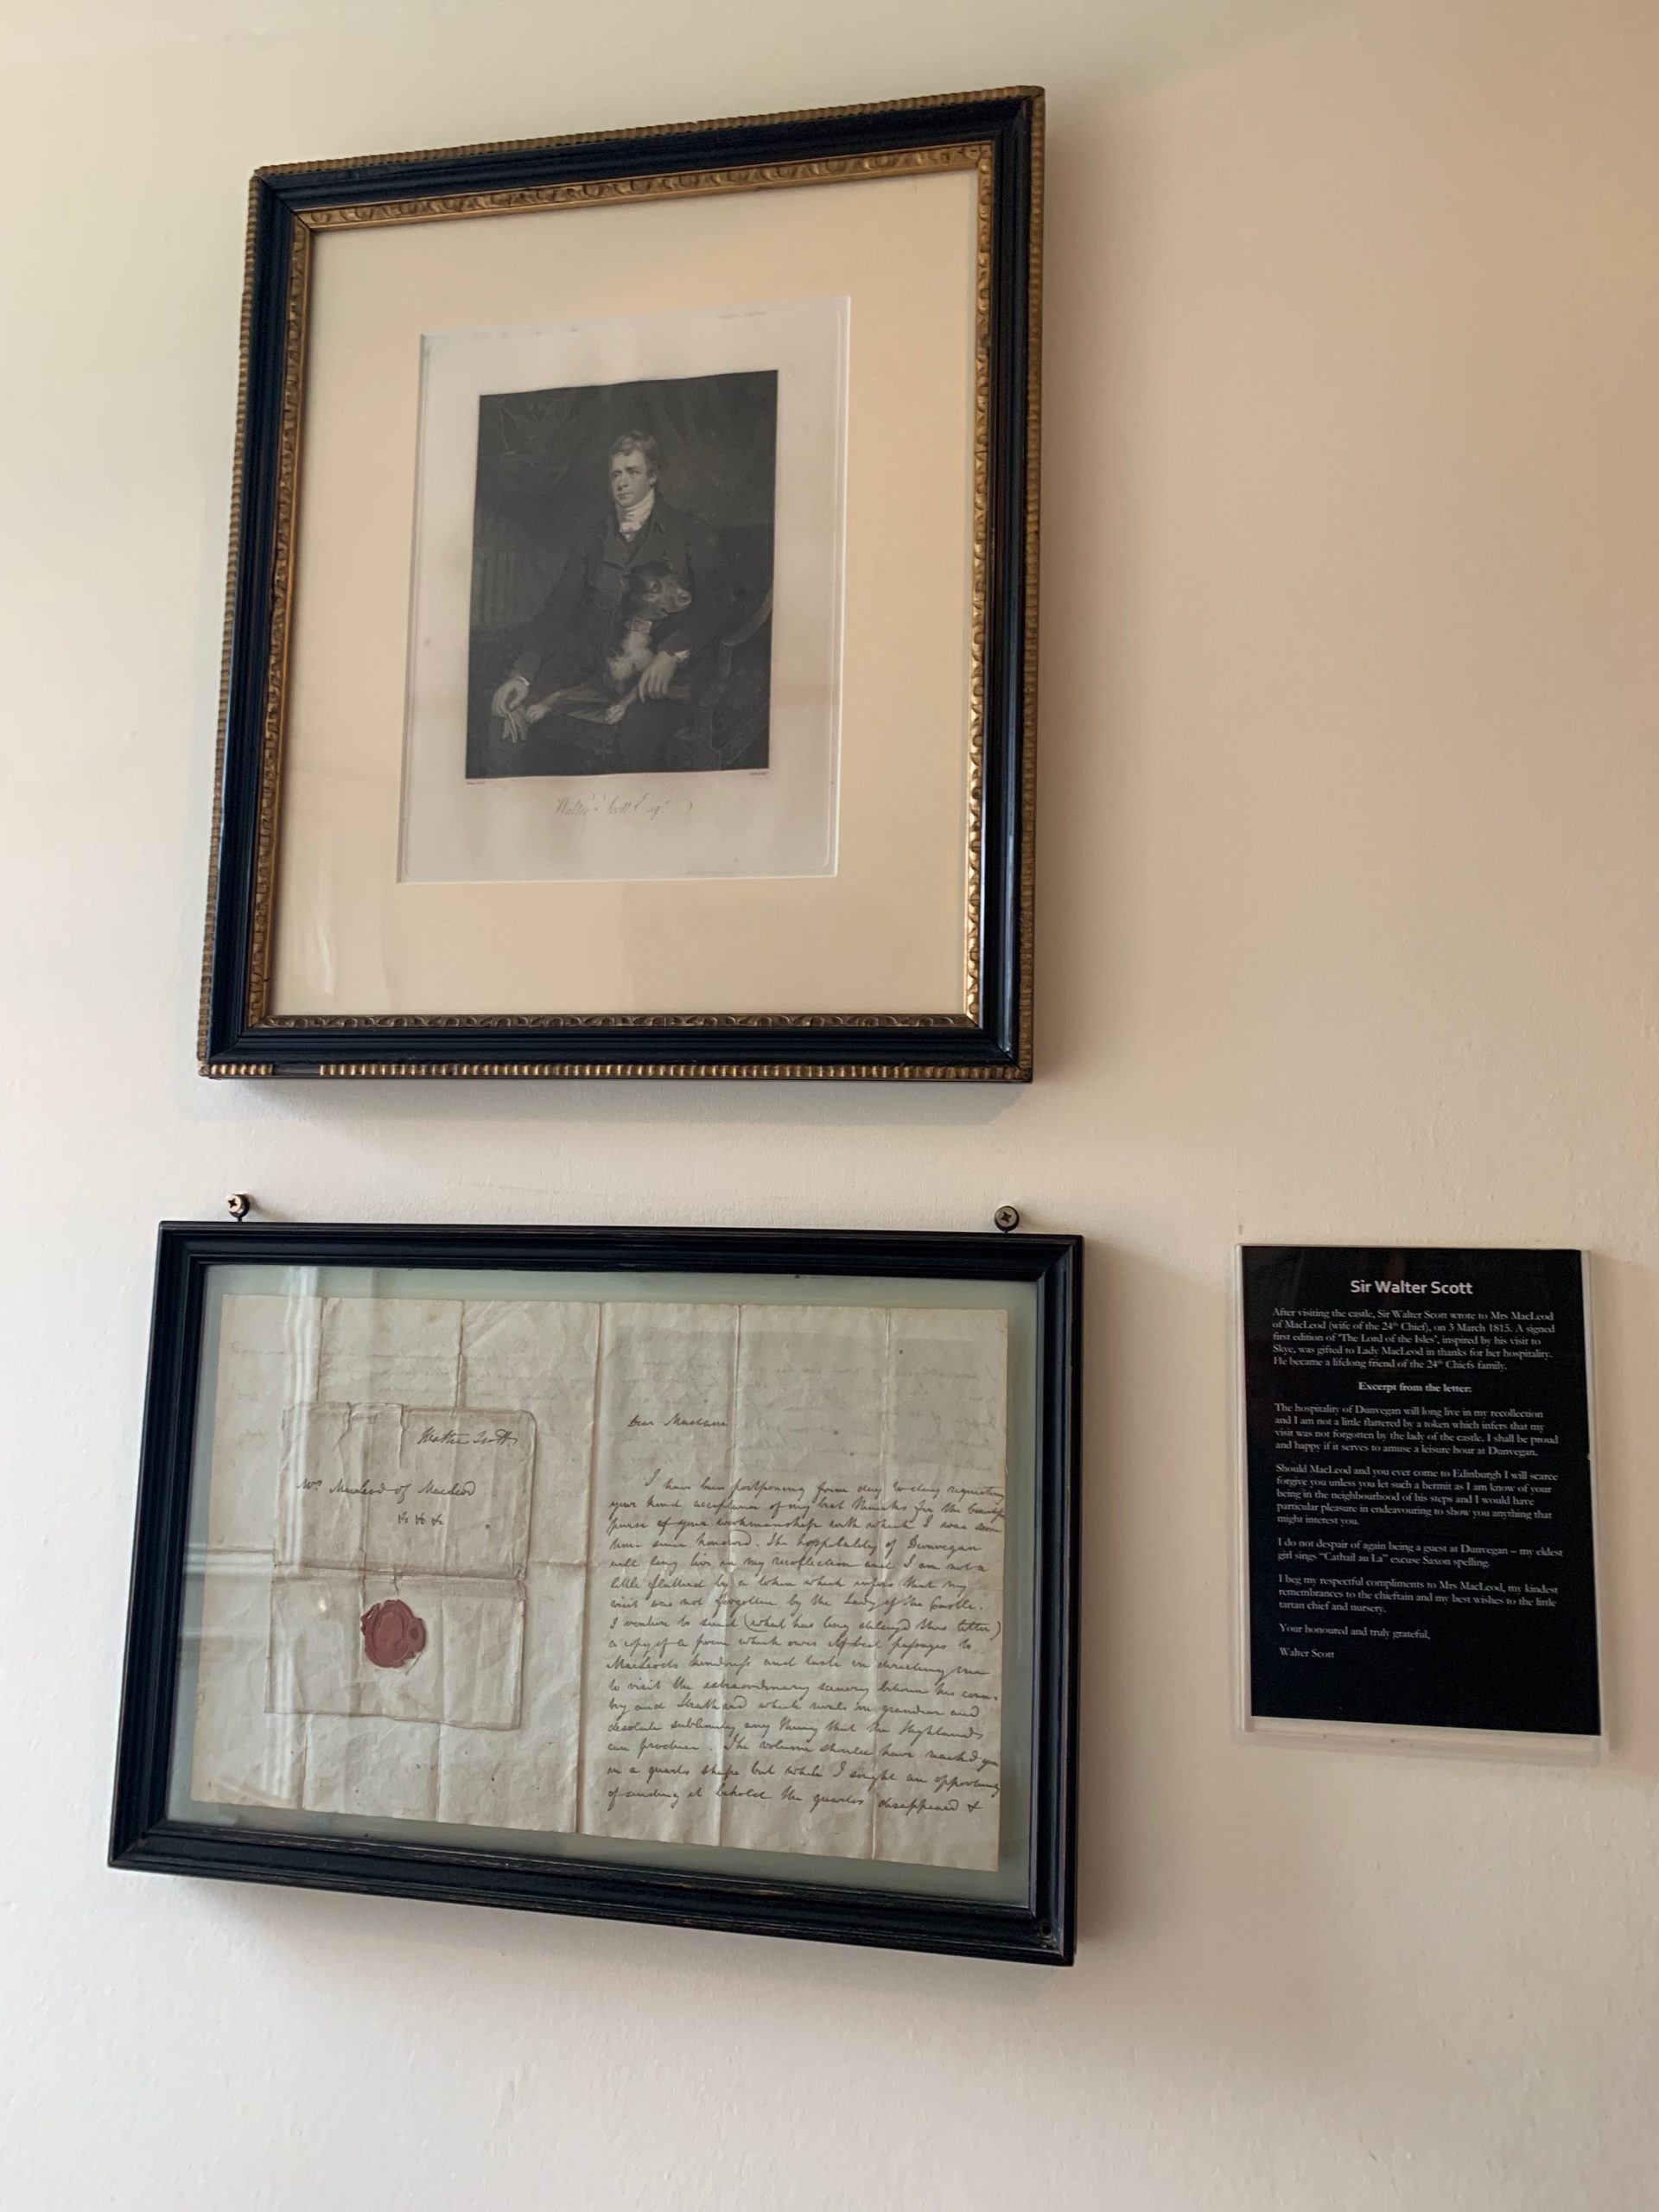 Walter Scott Esqr
Walter Scott
Mrs MacLeod of MacLeod
&c &c &c
Dear Madam
I have been postponing from day to day requesting
your kind acceptance of my best thanks for the beautiful
purse of your workmanship with which I was some
time since honored. The hospitality of Dunvegan
will long live in my recollection and I am not a
little flattered by a token which infers that my
visit was not forgotten by the Lady of the Castle.
I venture to send (what has long delayd this letter)
a copy of a poem which owes its best passages to
MacLeods kindness and taste in directing me
to visit the extraordinary scenery between his coun-
try and Strathaird which rivals in grandeur and
desolate sublimity any thing that the Highlands
can produce. The volume should have reached you
in a quarto shape but while I sought an opportunity
of sending it behold the quartos disappeard &
Sir Walter Scott
After visiting the castle, Sir Walter Scott wrote to Mrs MacLeod
of MacLeod (wife of the 24th Chief), on 3 March 1815. A signed
first edition of ‘The Lord of the Isles’, inspired by his visit to
Skye, was gifted to Lady MacLeod in thanks for her hospitality.
He became a lifelong friend of the 24th Chiefs family.
Excerpt from the letter:
The hospitality of Dunvegan will long live in my recollection
and I am not a little flattered by a token which infers that my
visit was not forgotten by the lady of the castle. I shall be proud
and happy if it serves to amuse a leisure hour at Dunvegan.
Should MacLeod and you ever come to Edinburgh I will scarce
forgive you unless you let such a hermit as I am know of your
being in the neighbourhood of his steps and I would have
particular pleasure in endeavouring to show you anything that
might interest you.
I do not despair of again being a guest at Dunvegan – my eldest
girl sings “Cathail au La” excuse Saxon spelling.
I beg my respectful compliments to Mrs MacLeod, my kindest
remembrances to the chieftain and my best wishes to the little
tartan chief and nursery.
Your honoured and truly grateful,
Walter Scott